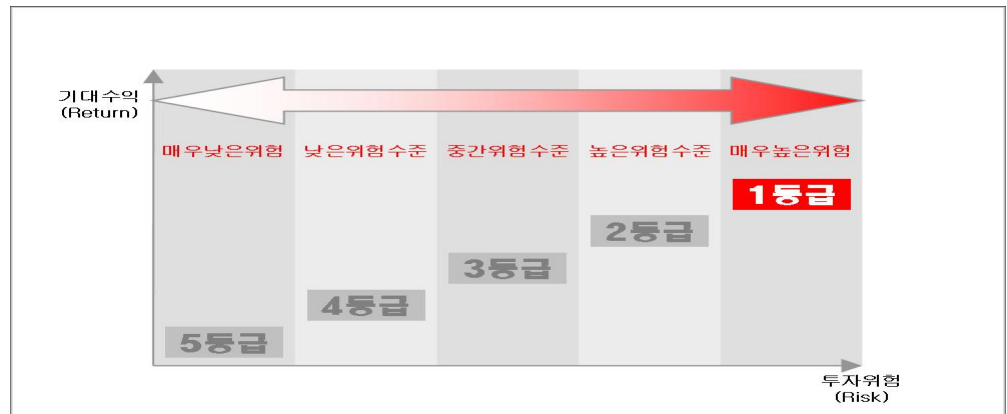 기대수익
(Return)
매우낮은위험 낮은위험수준 중간위험수준 높은위험수준 매우높은위험
1등급
2등급
3등급
4등급
5등급
투자위험
(Risk)